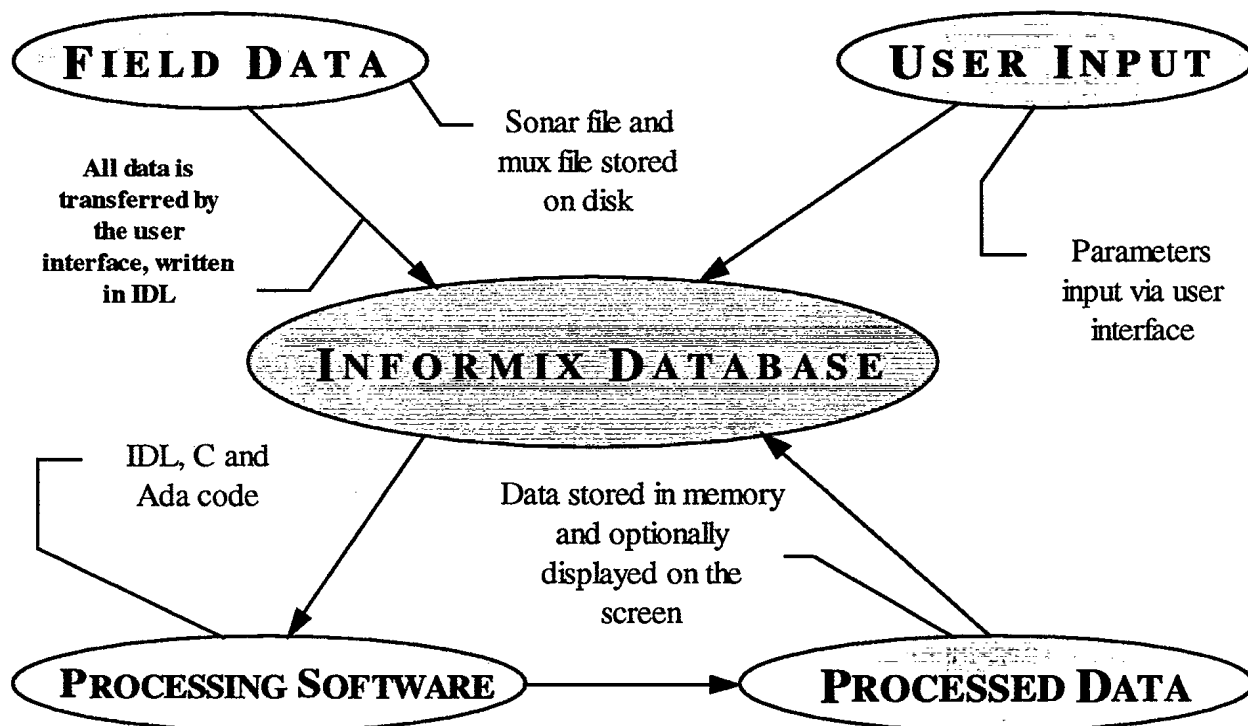 FIELD DATA
USER INPUT
Sonar file and
mux file stored
on disk
All data is
transferred by
the user
interface, written
in IDL
Parameters
input via user
interface
INFORMIX DATABASE
IDL, C and
Ada code
Data stored in memory
and optionally
displayed on the
screen
PROCESSING SOFTWARE
PROCESSED DATA